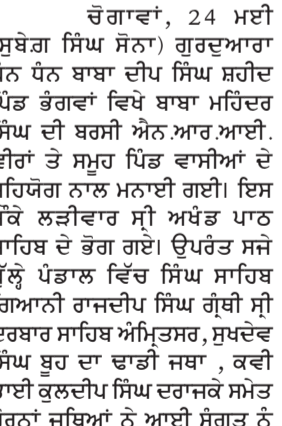 ਚੋਗਾਵਾਂ, 24 ਮਈ
ਸੁਬੇਗ਼ ਸਿੰਘ ਸੋਨਾ) ਗੁਰਦੁਆਰਾ
ਧੰਨ ਬਾਬਾ ਦੀਪ ਸਿੰਘ ਸ਼ਹੀਦ
ਭੰਗਵਾਂ ਵਿਖੇ ਬਾਬਾ ਮਹਿੰਦਰ
ਦੀ ਬਰਸੀ ਐਨ.ਆਰ.ਆਈ.
ਤੇ ਸਮੂਹ ਪਿੰਡ ਵਾਸੀਆਂ ਦੇ
ਨਾਲ ਮਨਾਈ ਗਈ। ਇਸ
ਲੜੀਵਾਰ ਸ੍ਰੀ ਅਖੰਡ ਪਾਠ
ਦੇ ਭੋਗ ਗਏ। ਉਪਰੰਤ ਸਜੇ
ਪੰਡਾਲ ਵਿੱਚ ਸਿੰਘ ਸਾਹਿਬ
ਗਿਆਨੀ ਰਾਜਦੀਪ ਸਿੰਘ ਗ੍ਰੰਥੀ ਸ੍ਰੀ
ਦਰਬਾਰ ਸਾਹਿਬ ਅੰਮ੍ਰਿਤਸਰ, ਸੁਖਦੇਵ
ਸਿੰਘ ਬੂਹ ਦਾ ਢਾਡੀ ਜਥਾ , ਕਵੀ
ਭਾਈ ਕੁਲਦੀਪ ਸਿੰਘ ਦਰਾਜਕੇ ਸਮੇਤ
ਜਥਿਆਂ ਨੇ ਆਈ ਸੰਗਤ ਨੂੰ